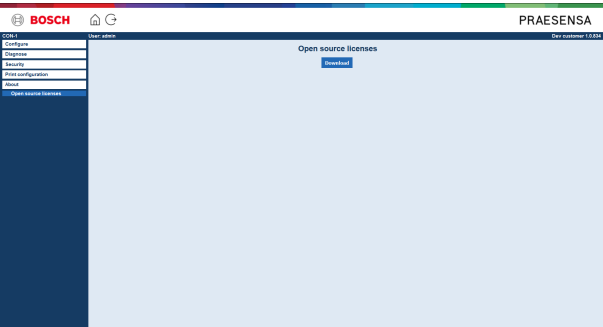 BOSCH
PRAESENSA
CON-1
User: admin
Dev customer 1.0.834
Configure
Diagnose
Security
Print configuration
About
Open source licenses
Open source licenses
Download